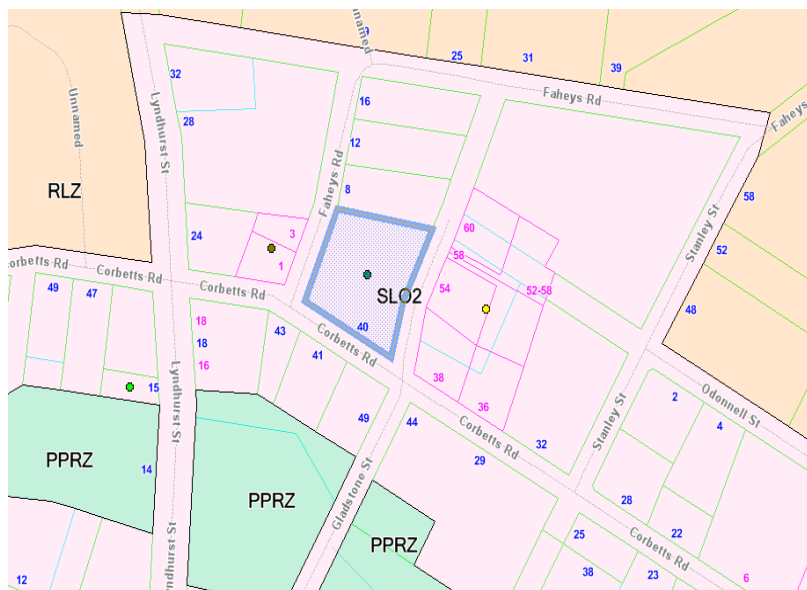 Unnamed
9
25
31
39
32
Faheys Rd
16
Unnamed
Lyndhurst St
28
Faheys
12
Faheys Rd
RLZ
8
58
24
3
60
Stanley St
52
1
58
Corbetts Rd
Corbetts Rd
54
52-58
49
47
Corbetts Rd
SLO2
48
18
40
18
43
Corbetts Rd
41
16
15
38
2
Odonnell St
Lyndhurst St
36
4
49
44
Corbetts Rd
32
Stanley St
PPRZ
14
29
PPRZ
28
Gladstone St
22
25
Corbetts Rd
PPRZ
12
38
23
6